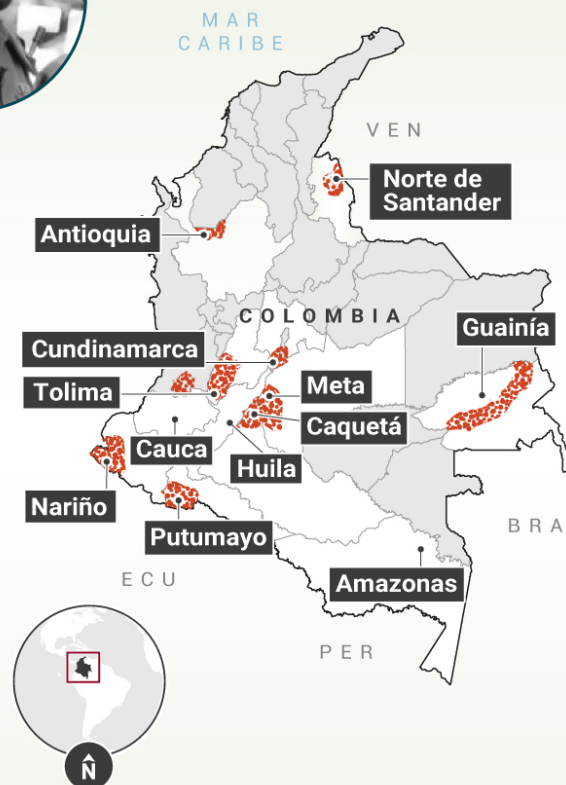 MAR
CARIBE
VEN
Norte de
Santander
Antioquia
COLOMBIA
Guainía
Cundinamarca
Tolima
Meta
Caquetá
Cauca
Huila
Nariño
Putumayo
BRA
ECU
Amazonas
PER
N